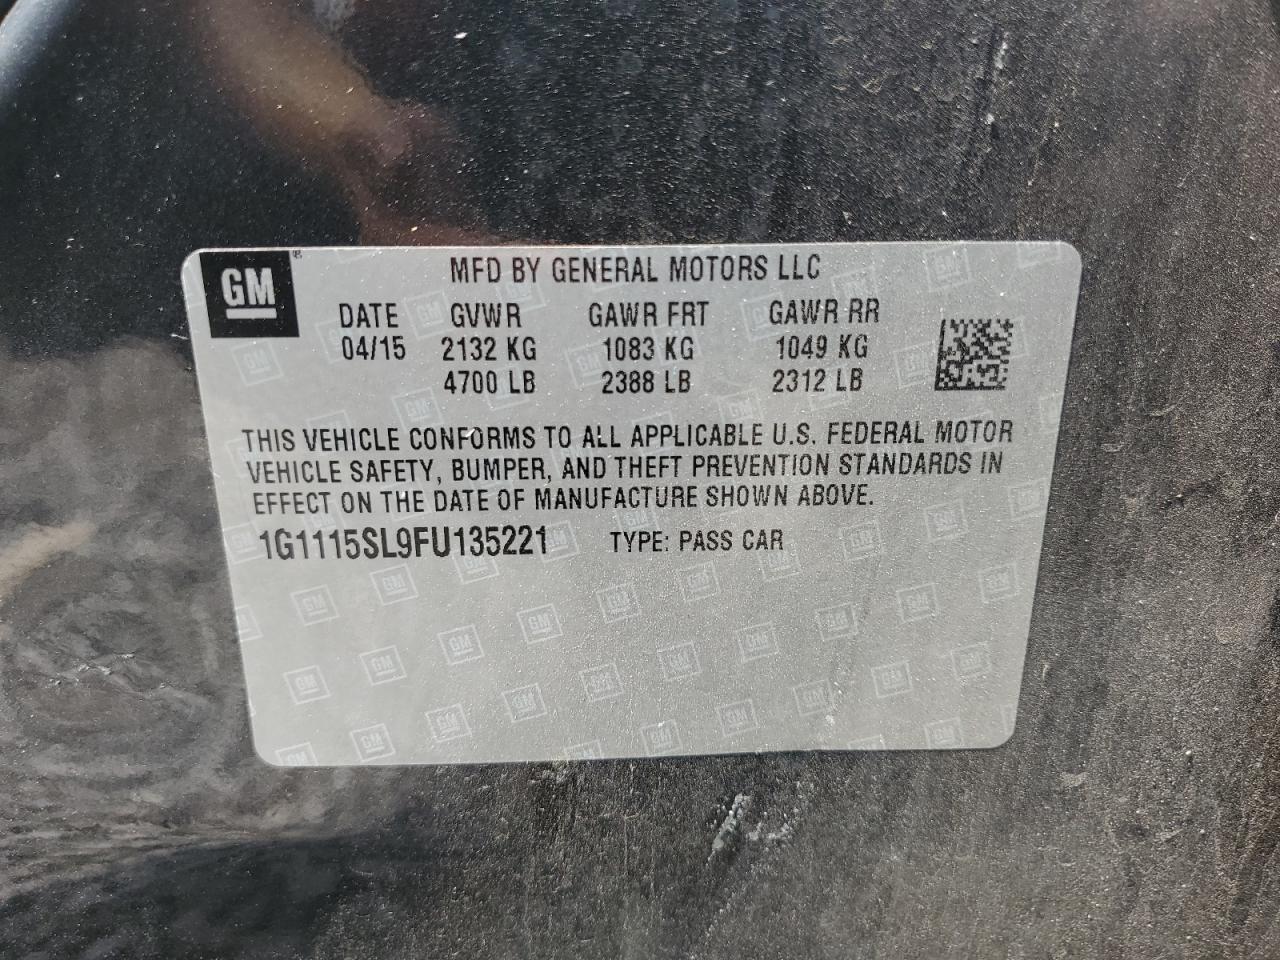 GM
MFD BY GENERAL MOTORS LLC
DATE GVWR GAWR FRT GAWR RR
04/15 2132 KG 1083 KG 1049 KG
4700 LB 2388 LB 2312 LB
THIS VEHICLE CONFORMS TO ALL APPLICABLE U.S. FEDERAL MOTOR
VEHICLE SAFETY, BUMPER, AND THEFT PREVENTION STANDARDS IN
EFFECT ON THE DATE OF MANUFACTURE SHOWN ABOVE.
1G1115SL9FU135221 TYPE: PASS CAR